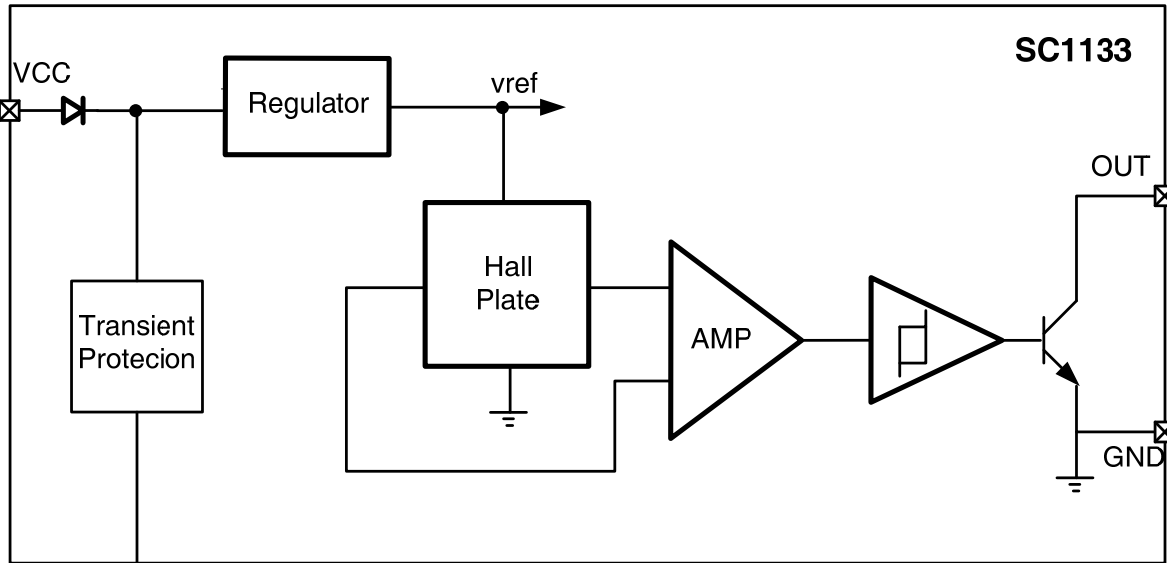 SC1133
VCC
Regulator
vref
OUT
Hall
Plate
Transient
Protecion
AMP
GND